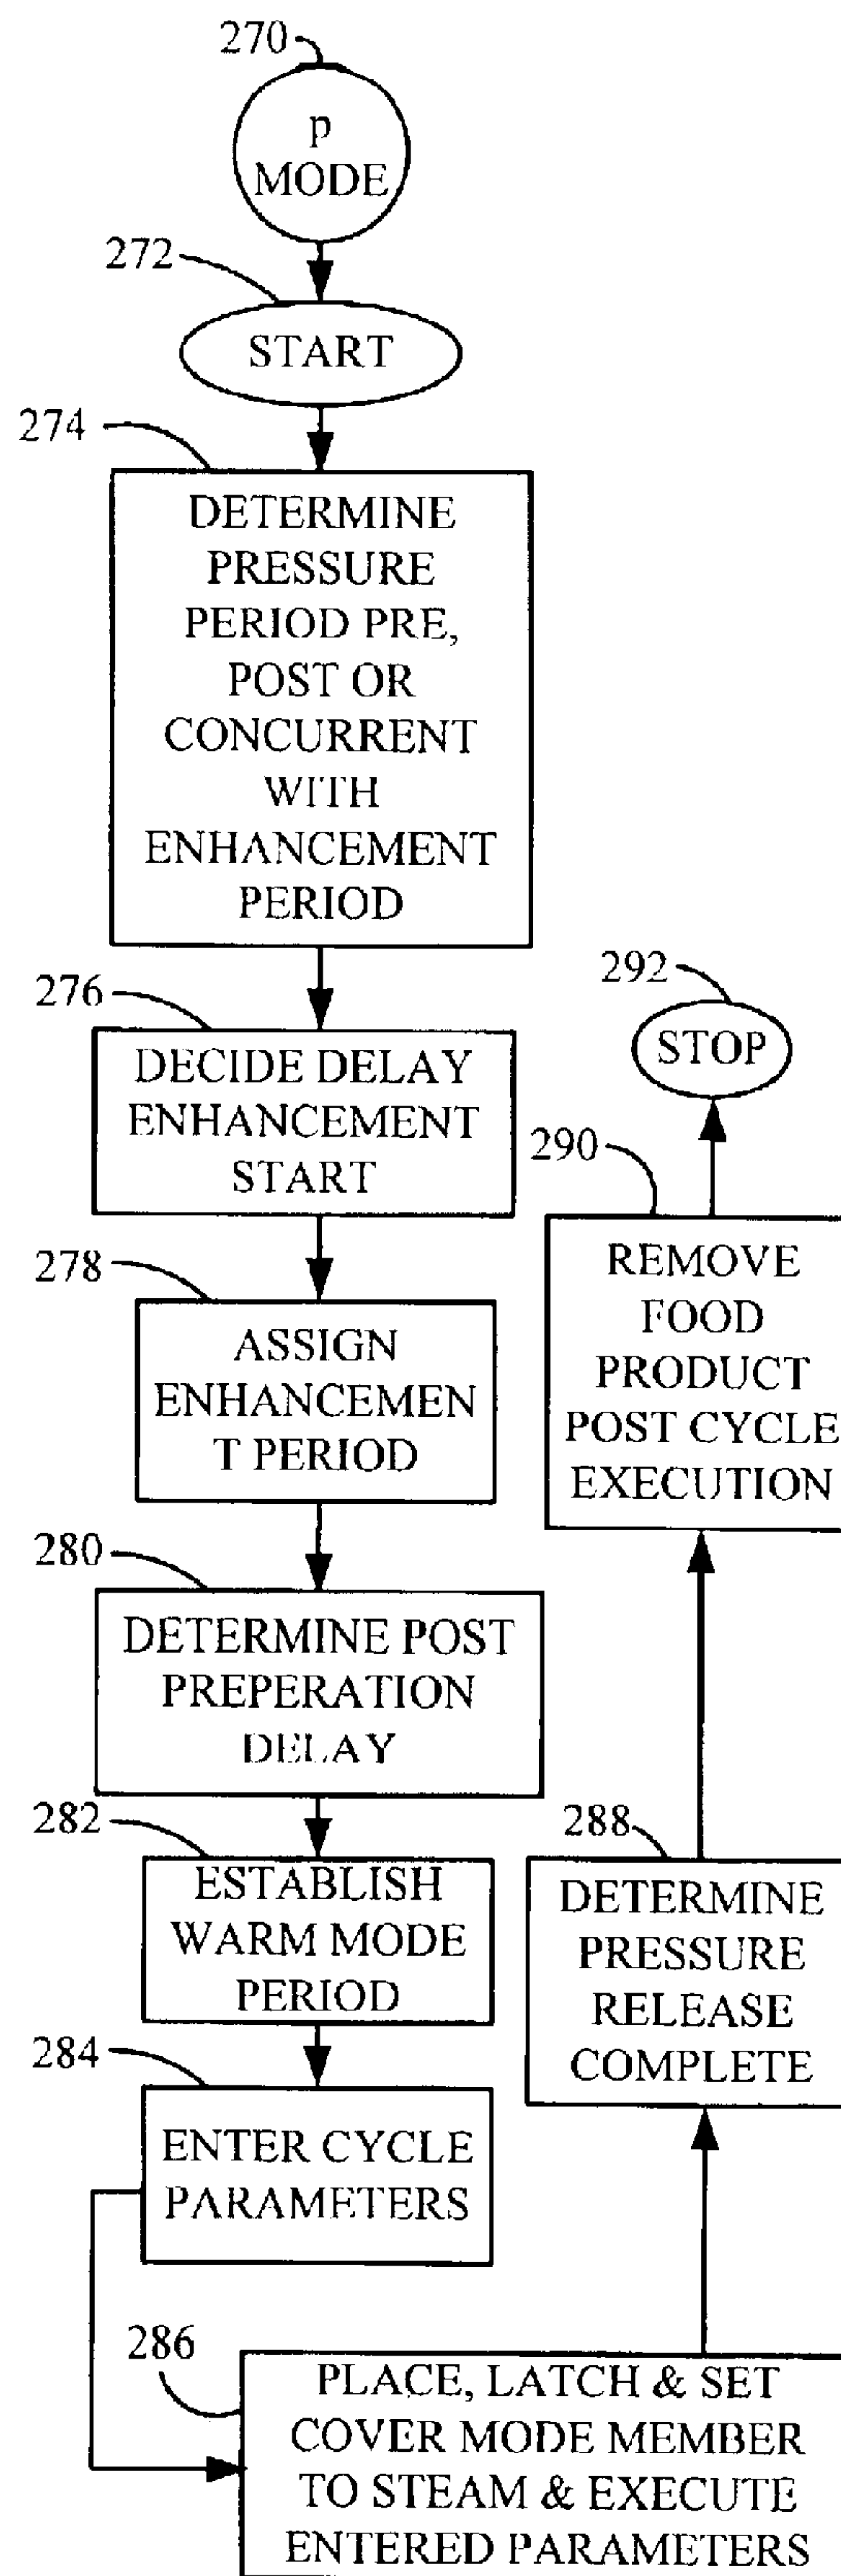 270
p
MODE
272
START
274
DETERMINE
PRESSURE
PERIOD PRE,
POST OR
CONCURRENT
WITH
ENHANCEMENT
PERIOD
276
DECIDE DELAY
ENHANCEMENT
START
278
ASSIGN
ENHANCEMEN
T PERIOD
280
DETERMINE POST
PREPERATION
DELAY
282
ESTABLISH
WARM MODE
PERIOD
284
ENTER CYCLE
PARAMETERS
286
PLACE, LATCH & SET
COVER MODE MEMBER
TO STEAM & EXECUTE
ENTERED PARAMETERS
288
DETERMINE
PRESSURE
RELEASE
COMPLETE
290
REMOVE
FOOD
PRODUCT
POST CYCLE
EXECUTION
292
STOP